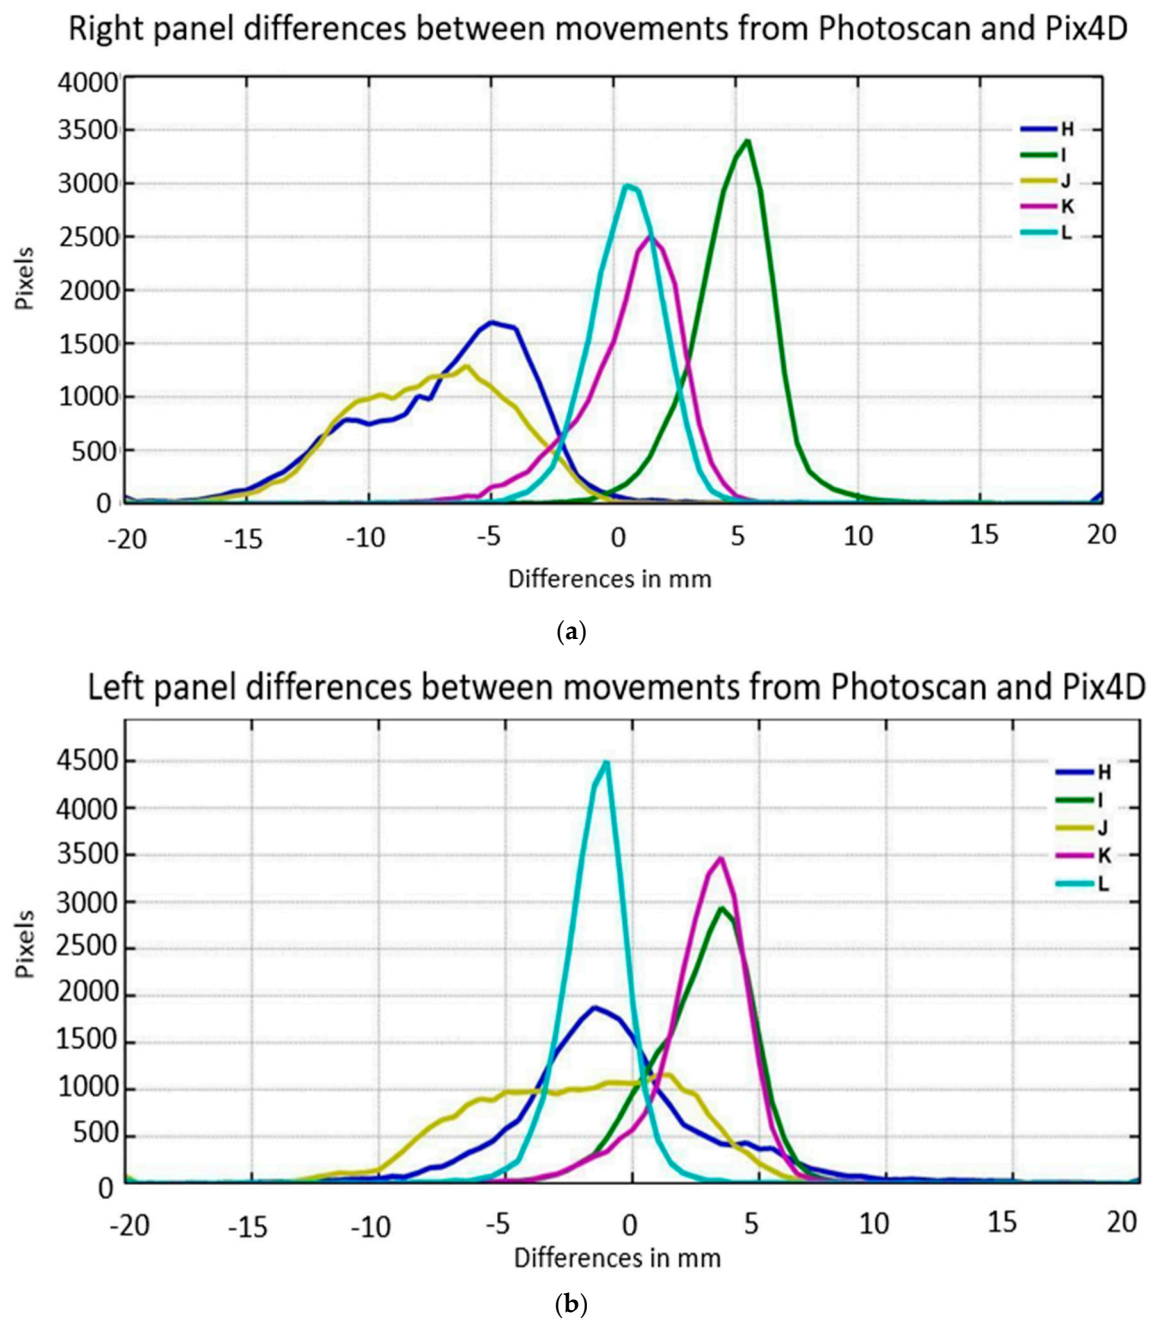 Right panel differences between movements from Photoscan and Pix4D
4000
3500
3000
2500
2000
1500
1000
500
0
Pixels
H
I
J
K
L
-20 -15 -10 -5 0 5 10 15 20
Differences in mm
(a)
Left panel differences between movements from Photoscan and Pix4D
4500
4000
3500
3000
2500
2000
1500
1000
500
0
Pixels
H
I
J
K
L
-20 -15 -10 -5 0 5 10 15 20
Differences in mm
(b)